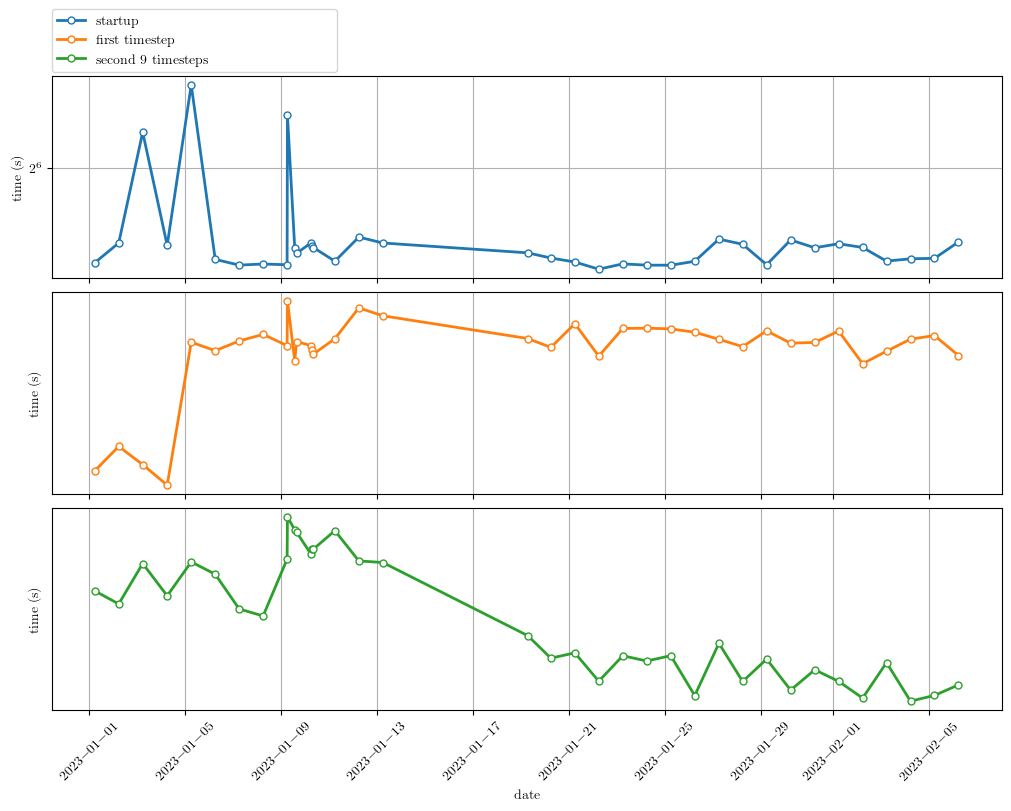 startup
first timestep
second 9 timesteps
time (s)
2^6
time (s)
time (s)
2023−01−01
2023−01−05
2023−01−09
2023−01−13
2023−01−17
2023−01−21
2023−01−25
2023−01−29
2023−02−01
2023−02−05
date